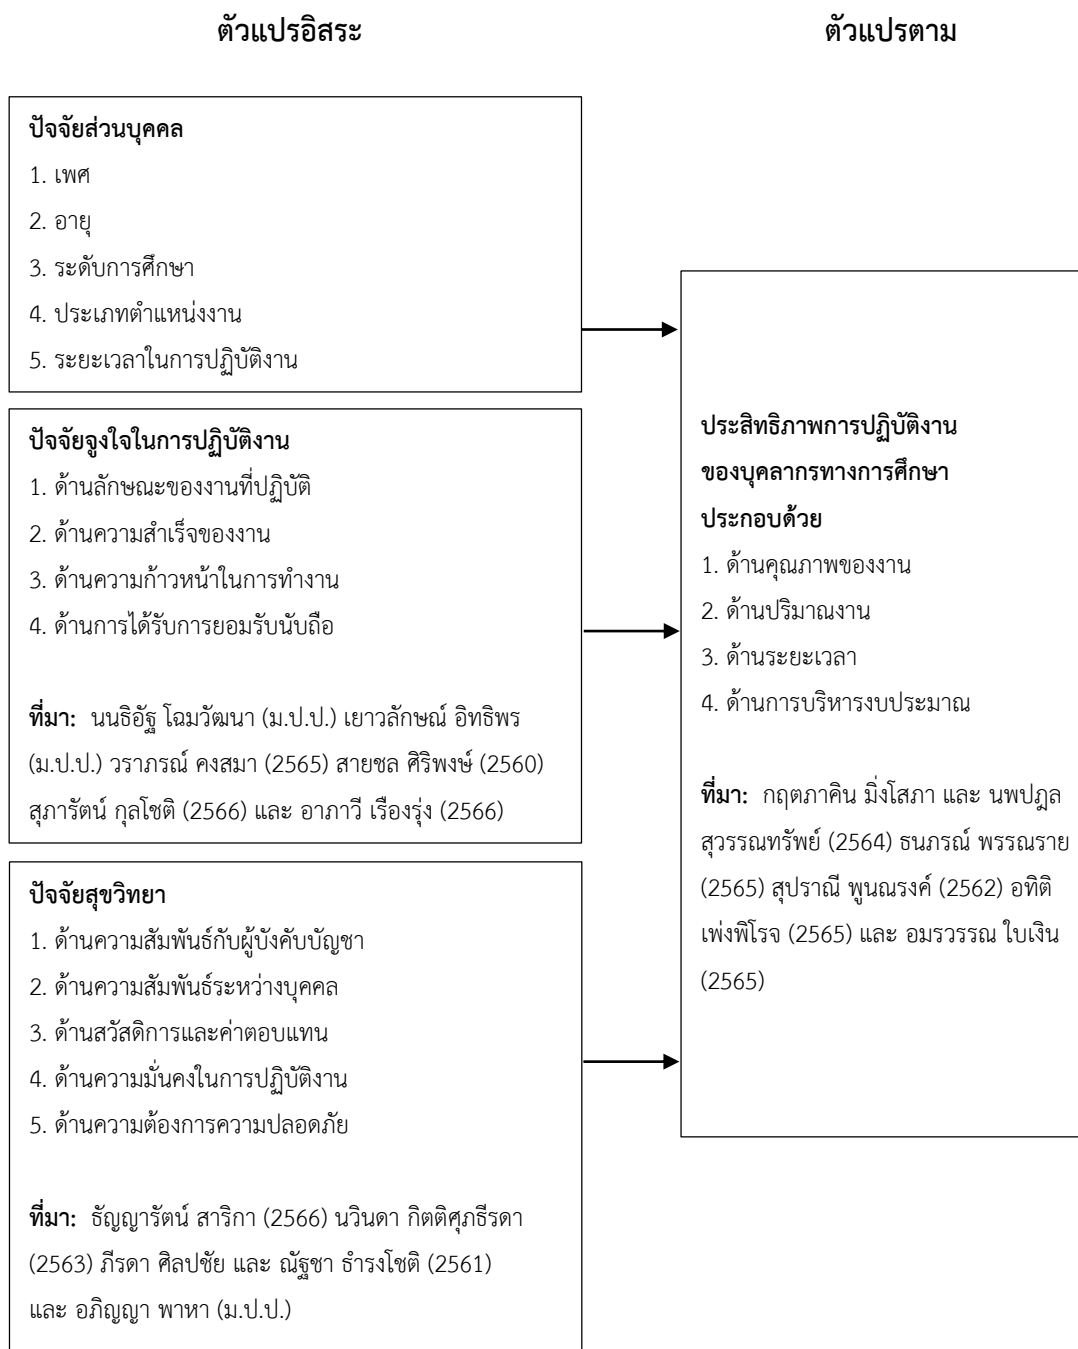 ตัวแปรอิสระ
ตัวแปรตาม
ปัจจัยส่วนบุคคล
1. เพศ
2. อายุ
3. ระดับการศึกษา
4. ประเภทตำแหน่งงาน
5. ระยะเวลาในการปฏิบัติงาน
ปัจจัยจูงใจในการปฏิบัติงาน
1. ด้านลักษณะของงานที่ปฏิบัติ
2. ด้านความสำเร็จของงาน
3. ด้านความก้าวหน้าในการทำงาน
4. ด้านการได้รับการยอมรับนับถือ
ที่มา: นนธิอัฐ โฉมวัฒนา (ม.ป.ป.) เยาวลักษณ์ อิทธิพร
(ม.ป.ป.) วราภรณ์ คงสมา (2565) สายชล ศิริพงษ์ (2560)
สุภารัตน์ กุลโชติ (2566) และ อาภาวี เรืองรุ่ง (2566)
ปัจจัยสุขวิทยา
1. ด้านความสัมพันธ์กับผู้บังคับบัญชา
2. ด้านความสัมพันธ์ระหว่างบุคคล
3. ด้านสวัสดิการและค่าตอบแทน
4. ด้านความมั่นคงในการปฏิบัติงาน
5. ด้านความต้องการความปลอดภัย
ที่มา: ธัญญารัตน์ สาริกา (2566) นวินดา กิตติศุภธีรดา
(2563) ภีรดา ศิลปชัย และ ณัฐชา ธำรงโชติ (2561)
และ อภิญญา พาหา (ม.ป.ป.)
ประสิทธิภาพการปฏิบัติงาน
ของบุคลากรทางการศึกษา
ประกอบด้วย
1. ด้านคุณภาพของงาน
2. ด้านปริมาณงาน
3. ด้านระยะเวลา
4. ด้านการบริหารงบประมาณ
ที่มา: กฤตภาคิน มิ่งโสภา และ นพปฎล
สุวรรณทรัพย์ (2564) ธนภรณ์ พรรณราย
(2565) สุปราณี พูนณรงค์ (2562) อทิติ
เพ่งพิโรจ (2565) และ อมรวรรณ ใบเงิน
(2565)